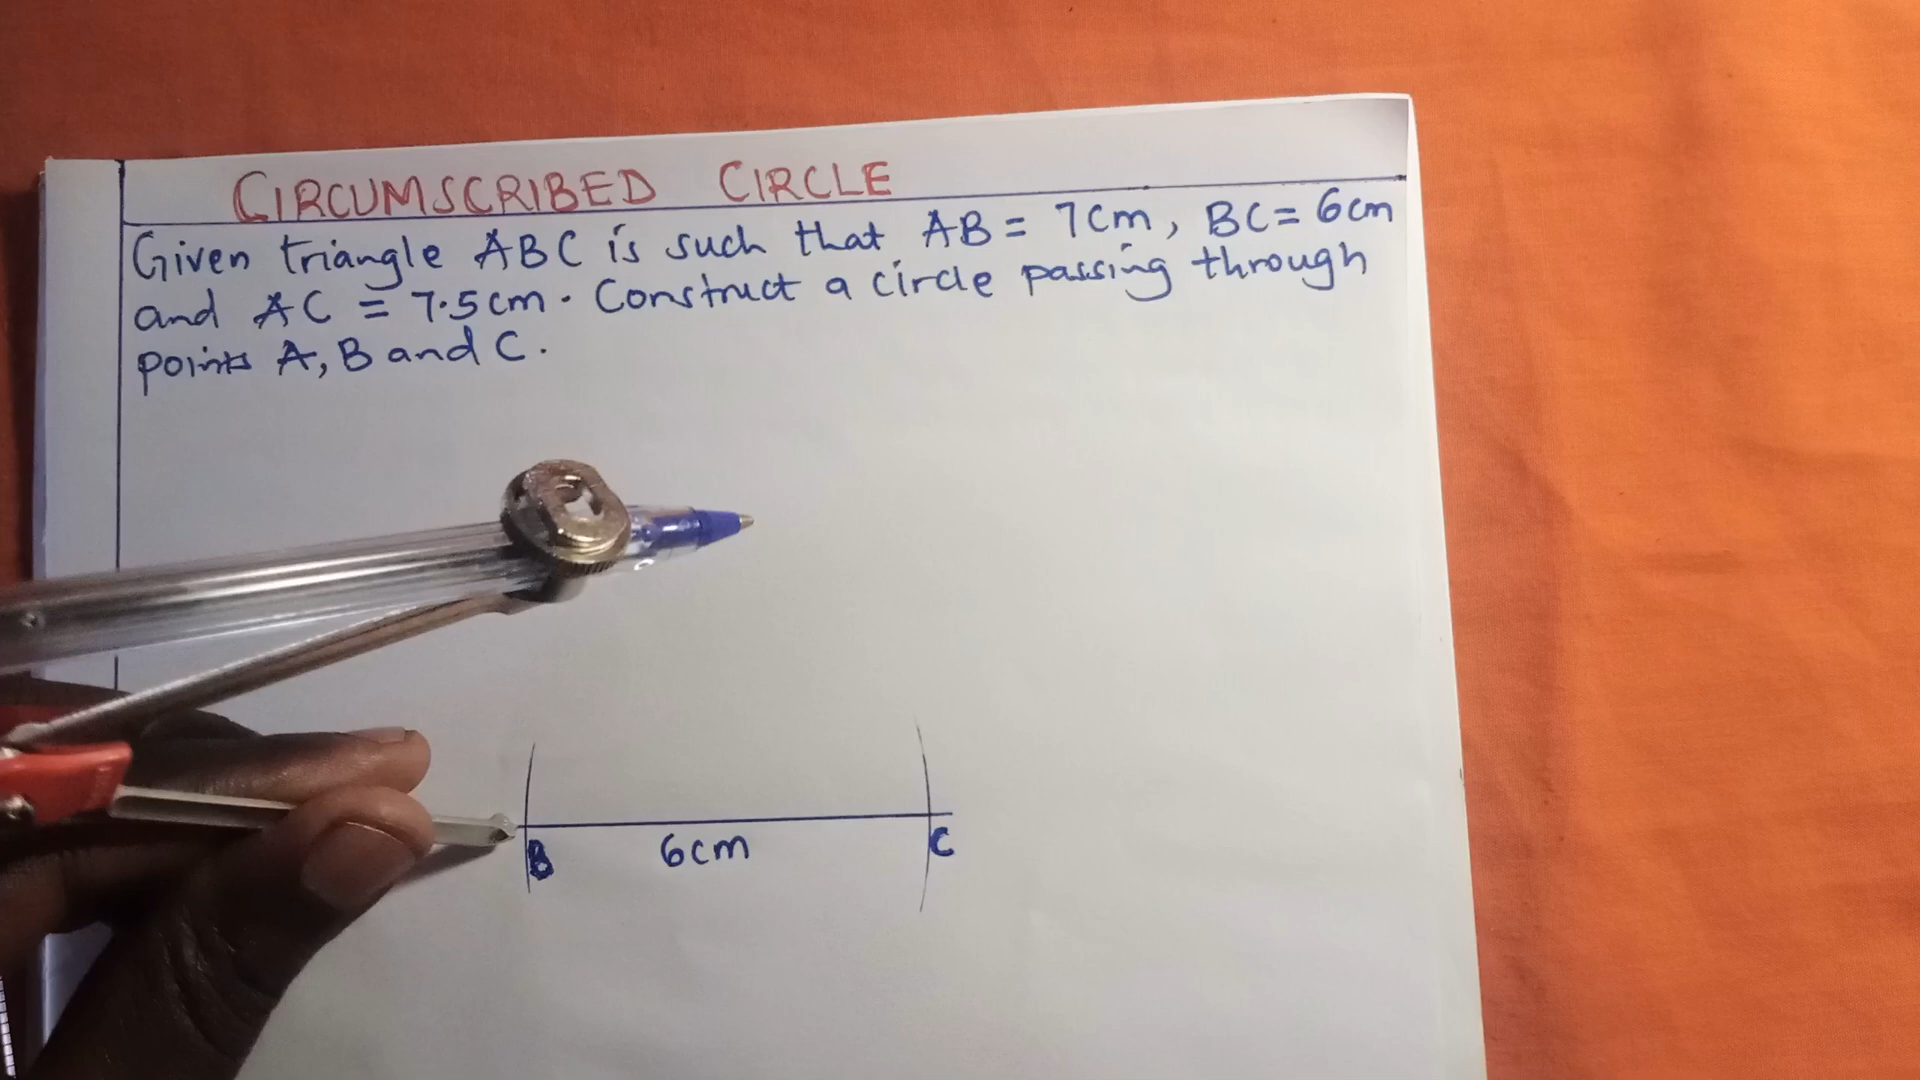 CIRCUMSCRIBED CIRCLE
Given triangle ABC is such that AB = 7cm, BC = 6cm
and AC = 7.5cm. Construct a circle passing through
points A, B and C.
B 6cm C